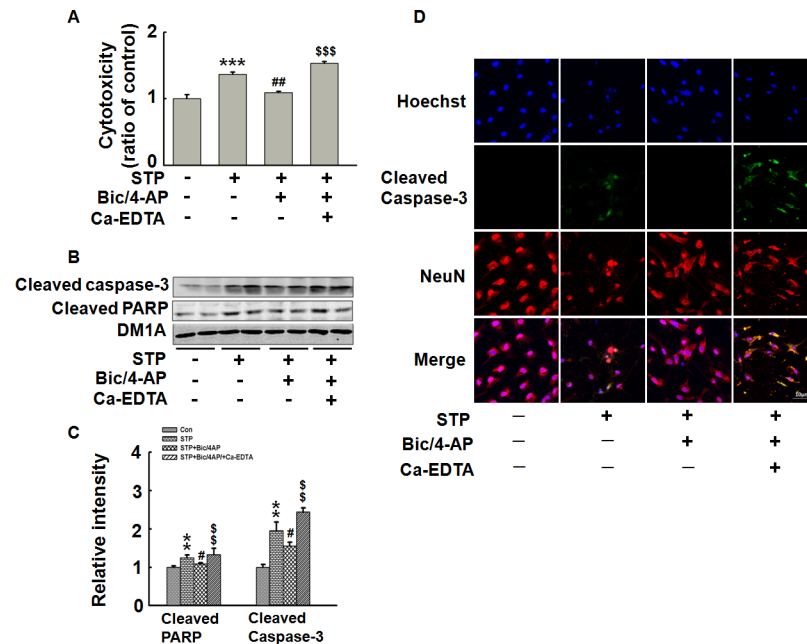 A
Cytotoxicity
(ratio of control)
2
1
0
***
##
$$$
STP - + + +
Bic/4-AP - - + +
Ca-EDTA - - - +
B
Cleaved caspase-3
Cleaved PARP
DM1A
STP - + + +
Bic/4-AP - - + +
Ca-EDTA - - - +
C
Con
STP
STP+Bic/4AP
STP+Bic/4AP/+Ca-EDTA
Relative intensity
4
3
2
1
0
**
#
$$
**
#
$$
Cleaved
PARP
Cleaved
Caspase-3
D
Hoechst
Cleaved
Caspase-3
NeuN
Merge
STP — + + +
Bic/4-AP — — + +
Ca-EDTA — — — +